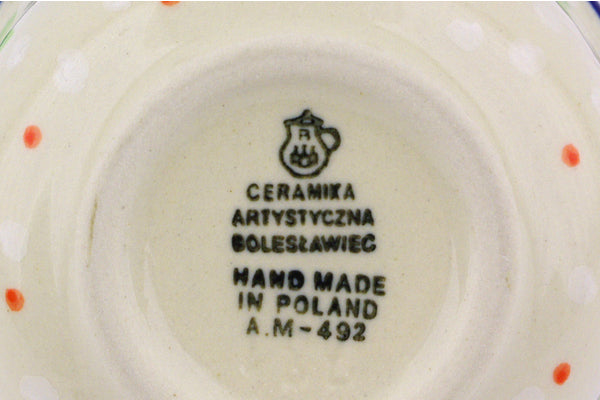 B
CERAMIKA
ARTYSTYCZNA
BOLESŁAWIEC
HAND MADE
IN POLAND
A.M-492